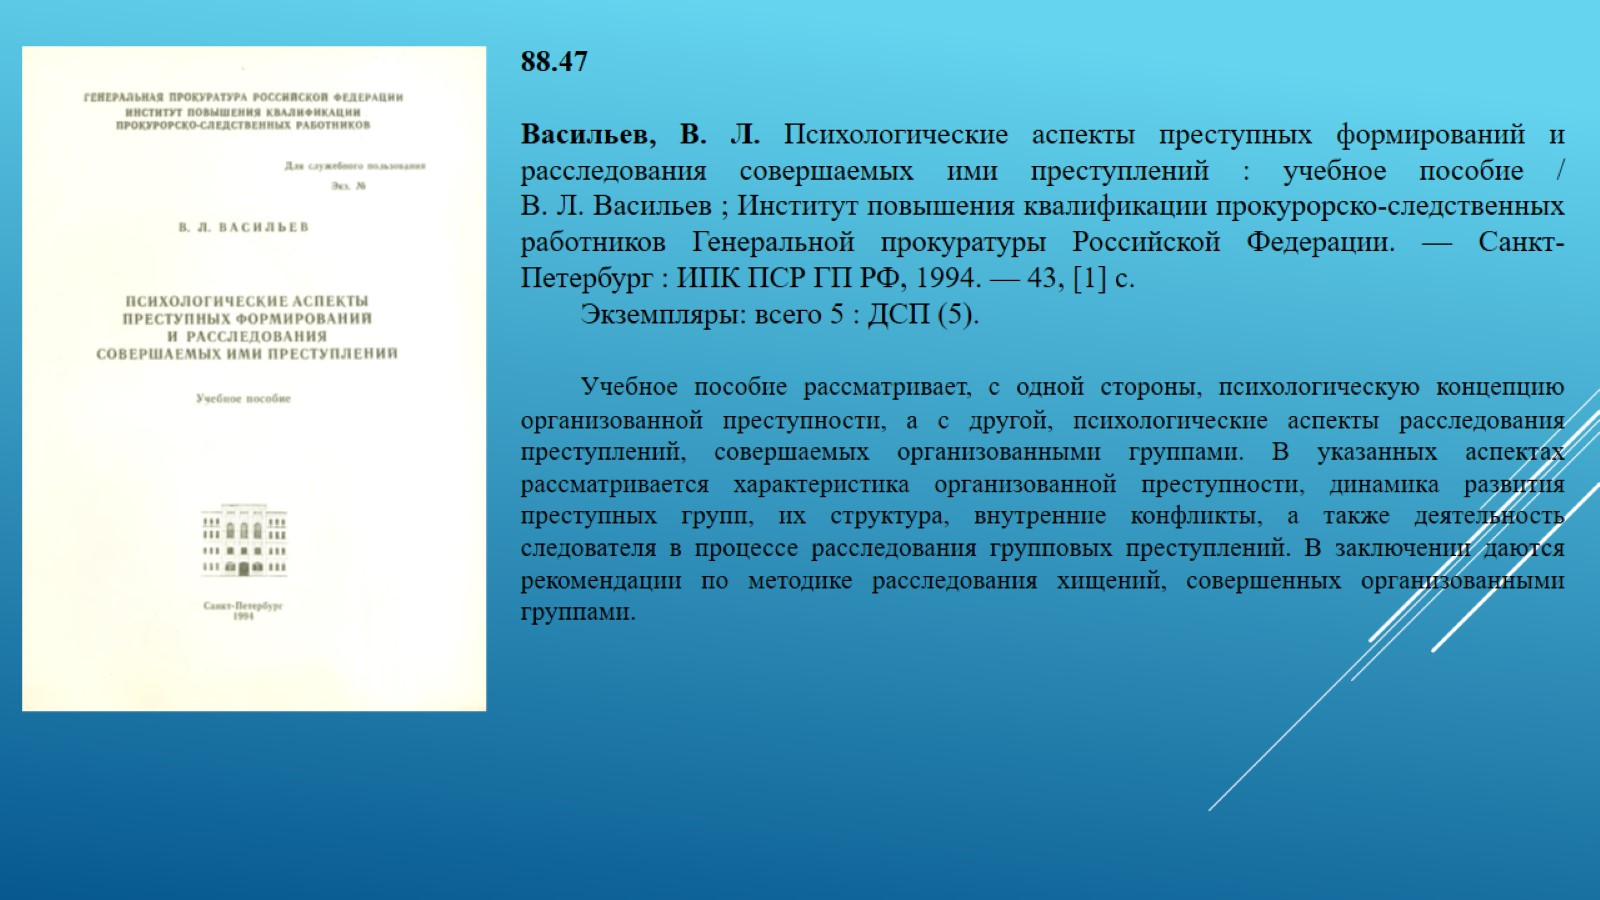 ГЕНЕРАЛЬНАЯ ПРОКУРАТУРА РОССИЙСКОЙ ФЕДЕРАЦИИ
ИНСТИТУТ ПОВЫШЕНИЯ КВАЛИФИКАЦИИ
ПРОКУРОРСКО-СЛЕДСТВЕННЫХ РАБОТНИКОВ
Для служебного пользования
Экз. №
В. Л. ВАСИЛЬЕВ
ПСИХОЛОГИЧЕСКИЕ АСПЕКТЫ
ПРЕСТУПНЫХ ФОРМИРОВАНИЙ
И РАССЛЕДОВАНИЯ
СОВЕРШАЕМЫХ ИМИ ПРЕСТУПЛЕНИЙ
Учебное пособие
Санкт-Петербург
1994
88.47
Васильев, В. Л. Психологические аспекты преступных формирований и
расследования совершаемых ими преступлений : учебное пособие /
В. Л. Васильев ; Институт повышения квалификации прокурорско-следственных
работников Генеральной прокуратуры Российской Федерации. — Санкт-
Петербург : ИПК ПСР ГП РФ, 1994. — 43, [1] с.
Экземпляры: всего 5 : ДСП (5).
Учебное пособие рассматривает, с одной стороны, психологическую концепцию
организованной преступности, а с другой, психологические аспекты расследования
преступлений, совершаемых организованными группами. В указанных аспектах
рассматривается характеристика организованной преступности, динамика развития
преступных групп, их структура, внутренние конфликты, а также деятельность
следователя в процессе расследования групповых преступлений. В заключении даются
рекомендации по методике расследования хищений, совершенных организованными
группами.